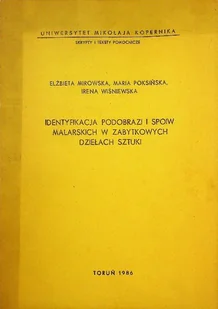 UNIWERSYTET MIKOŁAJA KOPERNIKA
SKRYPTY I TEKSTY POMOCNICZE
ELŻBIETA MIROWSKA, MARIA POKSIŃSKA,
IRENA WIŚNIEWSKA
IDENTYFIKACJA PODOBRAZI I SPOIW
MALARSKICH W ZABYTKOWYCH
DZIEŁACH SZTUKI
TORUŃ 1986